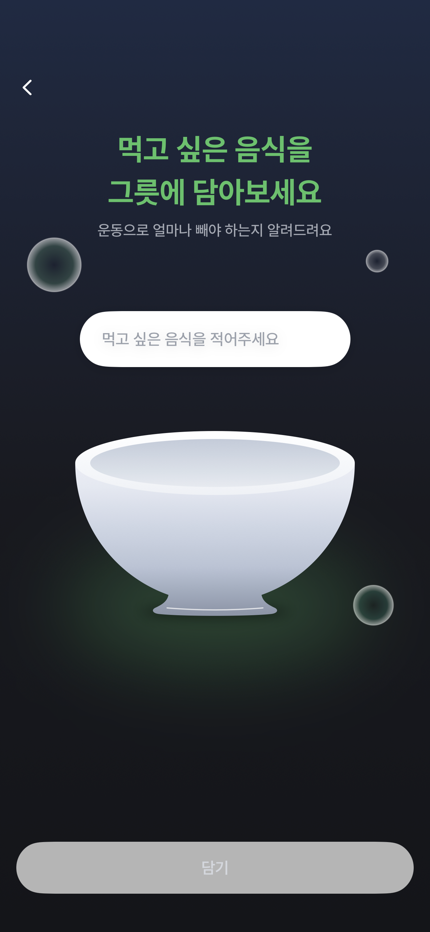 먹고 싶은 음식을
그릇에 담아보세요
운동으로 얼마나 빼야 하는지 알려드려요
먹고 싶은 음식을 적어주세요
담기